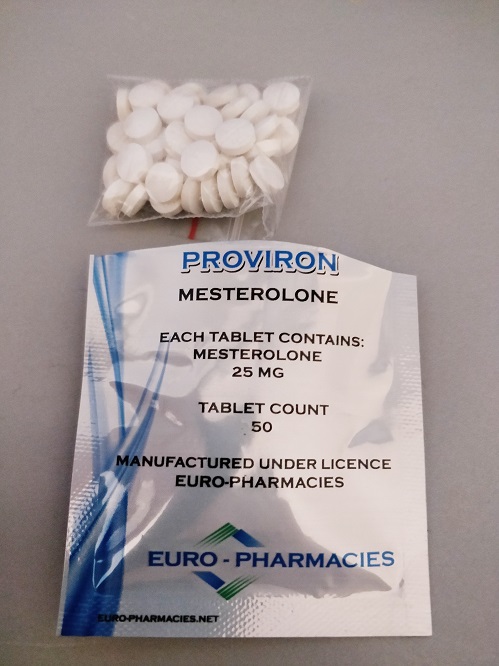 PROVIRON
MESTEROLONE
EACH TABLET CONTAINS:
MESTEROLONE
25 MG
TABLET COUNT
50
MANUFACTURED UNDER LICENCE
EURO-PHARMACIES
EURO - PHARMACIES
EURO-PHARMACIES.NET